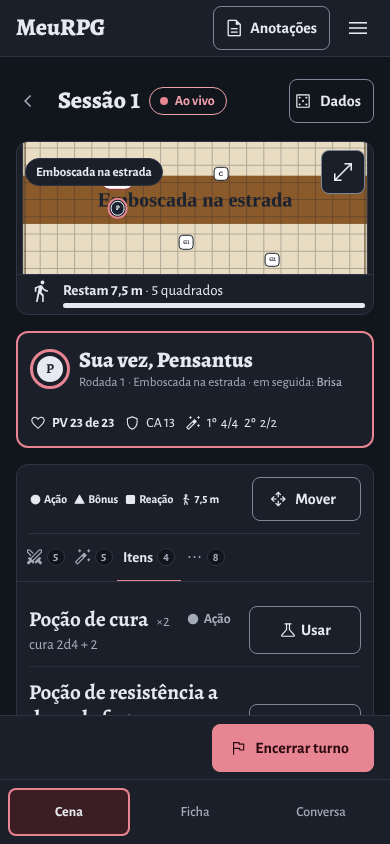 MeuRPG
Anotações
Sessão 1
Ao vivo
Dados
Emboscada na estrada
C
Emboscada na estrada
P
G1
G2
Restam 7,5 m · 5 quadrados
P
Sua vez, Pensantus
Rodada 1 · Emboscada na estrada · em seguida: Brisa
PV 23 de 23
CA 13
1º 4/4 2º 2/2
Ação
Bônus
Reação
7,5 m
Mover
5
5
Itens 4
··· 8
Poção de cura ×2
Ação
Usar
cura 2d4 + 2
Poção de resistência a
Encerrar turno
Cena
Ficha
Conversa